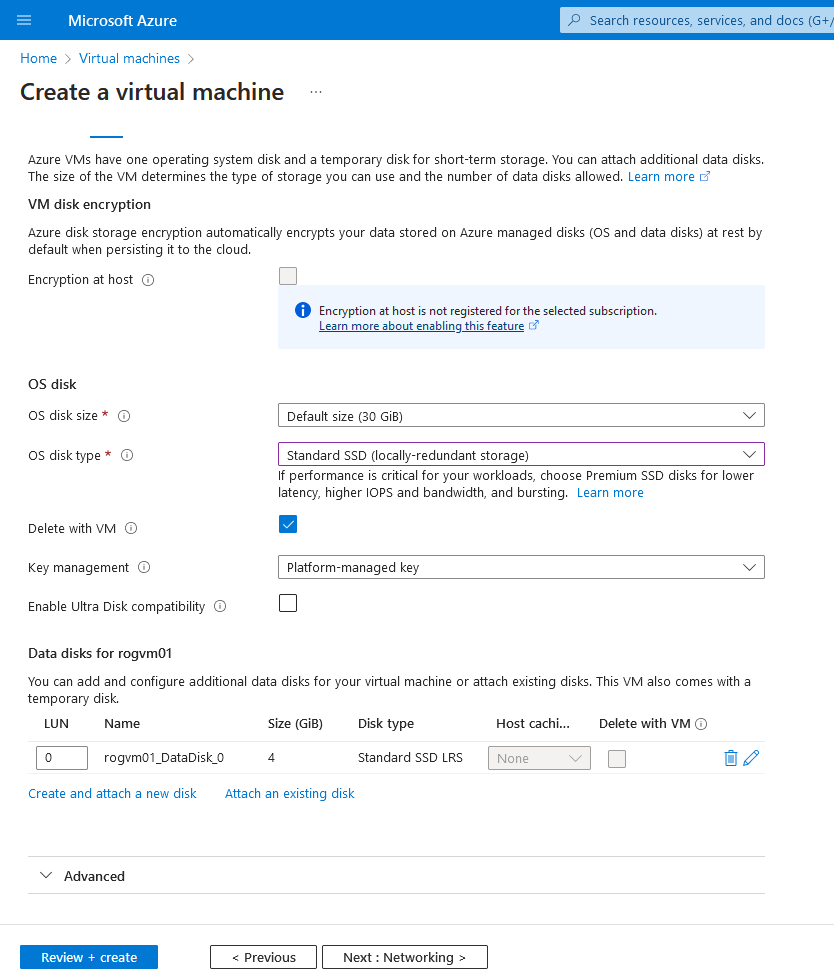 Microsoft Azure
Search resources, services, and docs (G+/
Home > Virtual machines >
Create a virtual machine ...
Azure VMs have one operating system disk and a temporary disk for short-term storage. You can attach additional data disks.
The size of the VM determines the type of storage you can use and the number of data disks allowed. Learn more
VM disk encryption
Azure disk storage encryption automatically encrypts your data stored on Azure managed disks (OS and data disks) at rest by
default when persisting it to the cloud.
Encryption at host
Encryption at host is not registered for the selected subscription.
Learn more about enabling this feature
OS disk
OS disk size * Default size (30 GiB)
OS disk type * Standard SSD (locally-redundant storage)
If performance is critical for your workloads, choose Premium SSD disks for lower
latency, higher IOPS and bandwidth, and bursting. Learn more
Delete with VM
Key management Platform-managed key
Enable Ultra Disk compatibility
Data disks for rogvm01
You can add and configure additional data disks for your virtual machine or attach existing disks. This VM also comes with a
temporary disk.
LUN Name Size (GiB) Disk type Host cachi... Delete with VM
0 rogvm01_DataDisk_0 4 Standard SSD LRS None
Create and attach a new disk Attach an existing disk
Advanced
Review + create < Previous Next : Networking >